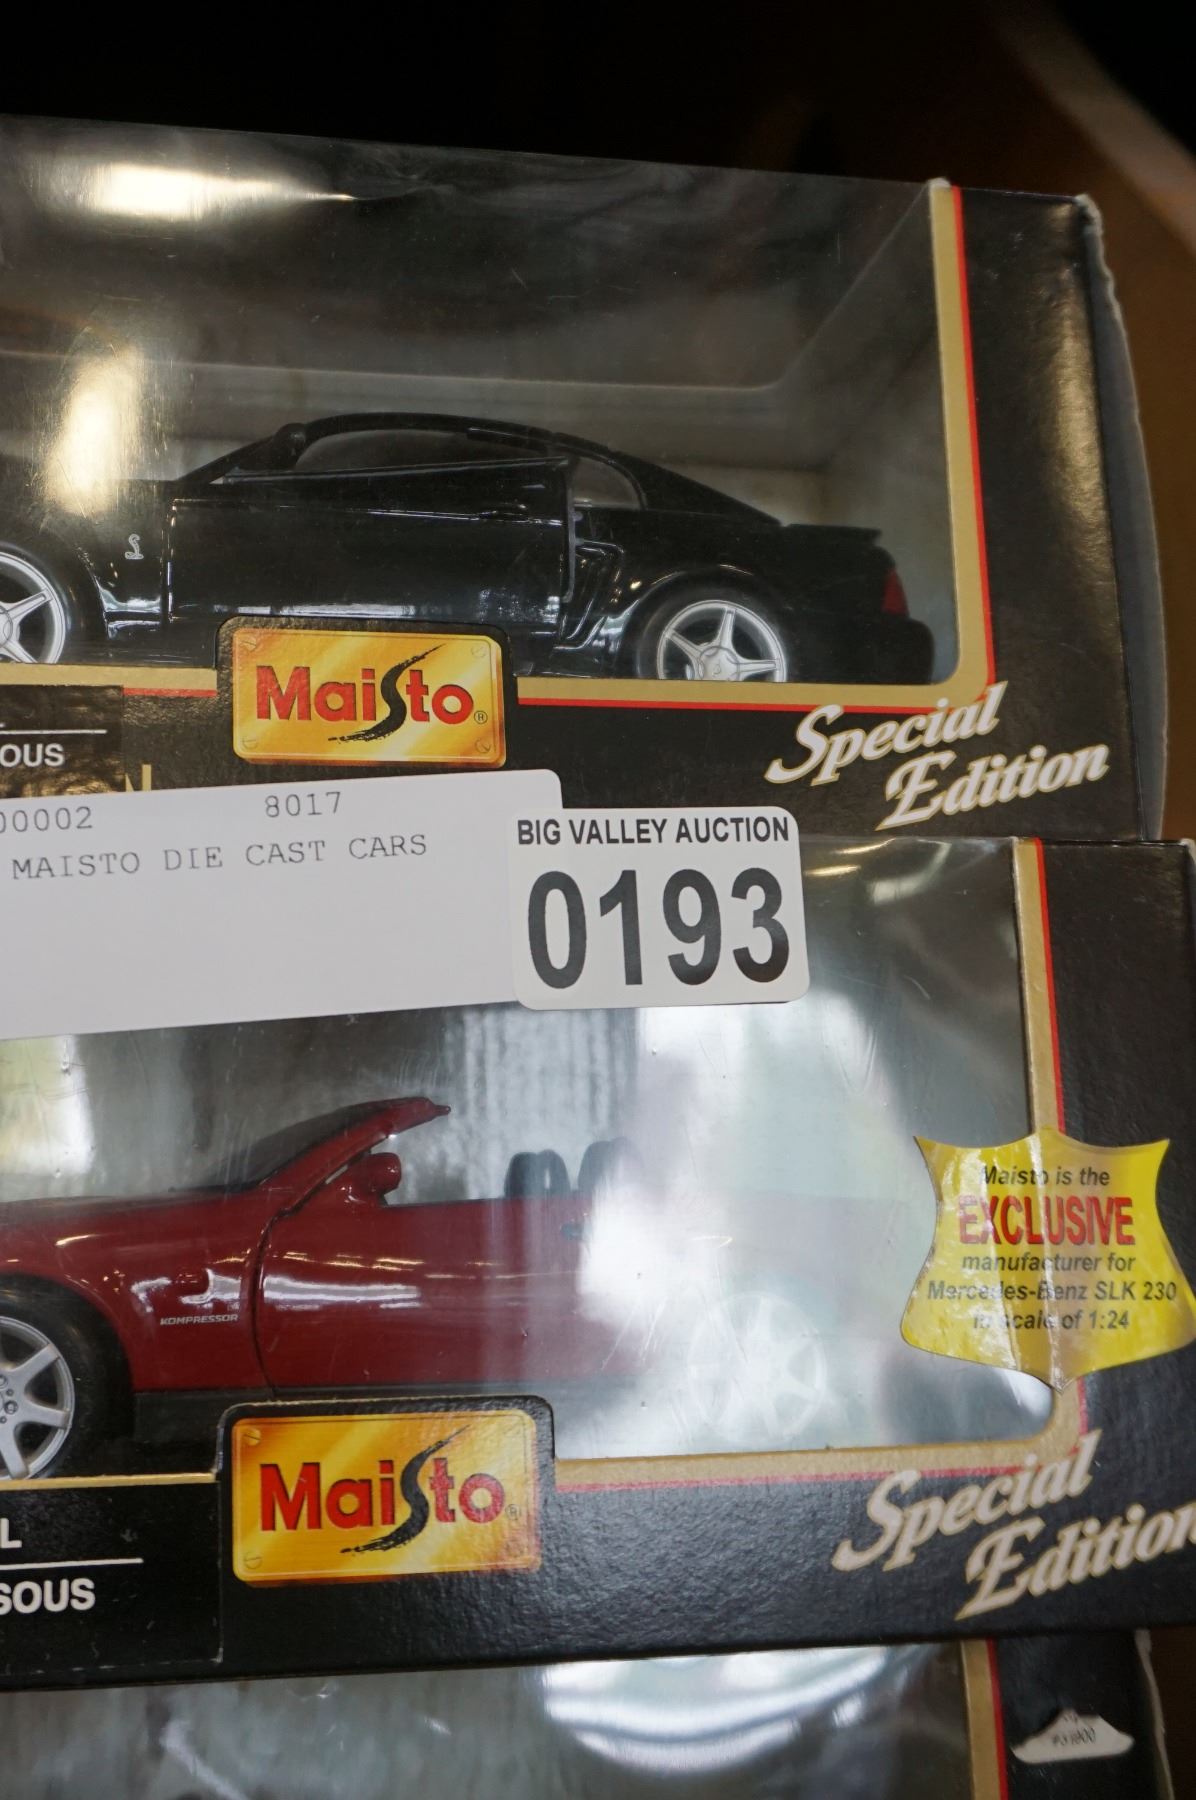 Maisto®
OUS
Special
Edition
00002 8017
MAISTO DIE CAST CARS
BIG VALLEY AUCTION
0193
Maisto is the
EXCLUSIVE
manufacturer for
Mercedes-Benz SLK 230
in scale of 1:24
KOMPRESSOR
Maisto®
L
SOUS
Special
Edition